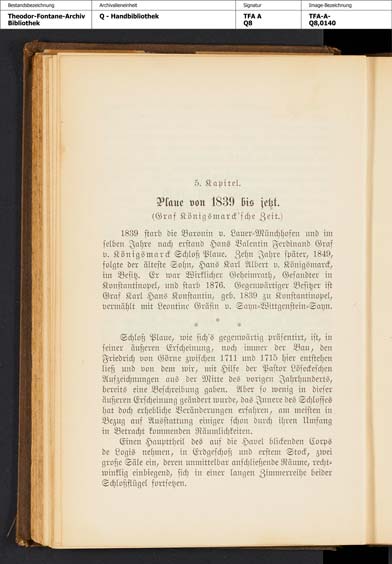 Bestandsbezeichnung Archivalieneinheit Signatur Image-Bezeichnung
Theodor-Fontane-Archiv Q - Handbibliothek TFA A TFA-A-
Bibliothek Q8 Q8,0140
5. Kapitel.
Plaue von 1839 bis jetzt.
(Graf Königsmarck'sche Zeit.)
1839 starb die Baronin v. Lauer-Münchhofen und im
selben Jahre nach erstand Hans Valentin Ferdinand Graf
v. Königsmarck Schloß Plaue. Zehn Jahre später, 1849,
folgte der älteste Sohn, Hans Karl Albert v. Königsmarck,
im Besitz. Er war Wirklicher Geheimrath, Gesandter in
Konstantinopel, und starb 1876. Gegenwärtiger Besitzer ist
Graf Karl Hans Konstantin, geb. 1839 zu Konstantinopel,
vermählt mit Leontine Gräfin v. Sayn-Wittgenstein-Sayn.
* * *
Schloß Plaue, wie sich's gegenwärtig präsentirt, ist, in
seiner äußeren Erscheinung, noch immer der Bau, den
Friedrich von Görne zwischen 1711 und 1715 hier entstehen
ließ und von dem wir, mit Hilfe der Pastor Lösecke'schen
Aufzeichnungen aus der Mitte des vorigen Jahrhunderts,
bereits eine Beschreibung gaben. Aber so wenig in dieser
äußeren Erscheinung geändert wurde, das Innere des Schlosses
hat doch erhebliche Veränderungen erfahren, am meisten in
Bezug auf Ausstattung einiger schon durch ihren Umfang
in Betracht kommenden Räumlichkeiten.
Einen Haupttheil des auf die Havel blickenden Corps
de Logis nehmen, in Erdgeschoß und erstem Stock, zwei
große Säle ein, deren unmittelbar anschließende Räume, recht-
winklig einbiegend, sich in einer langen Zimmerreihe beider
Schloßflügel fortsetzen.